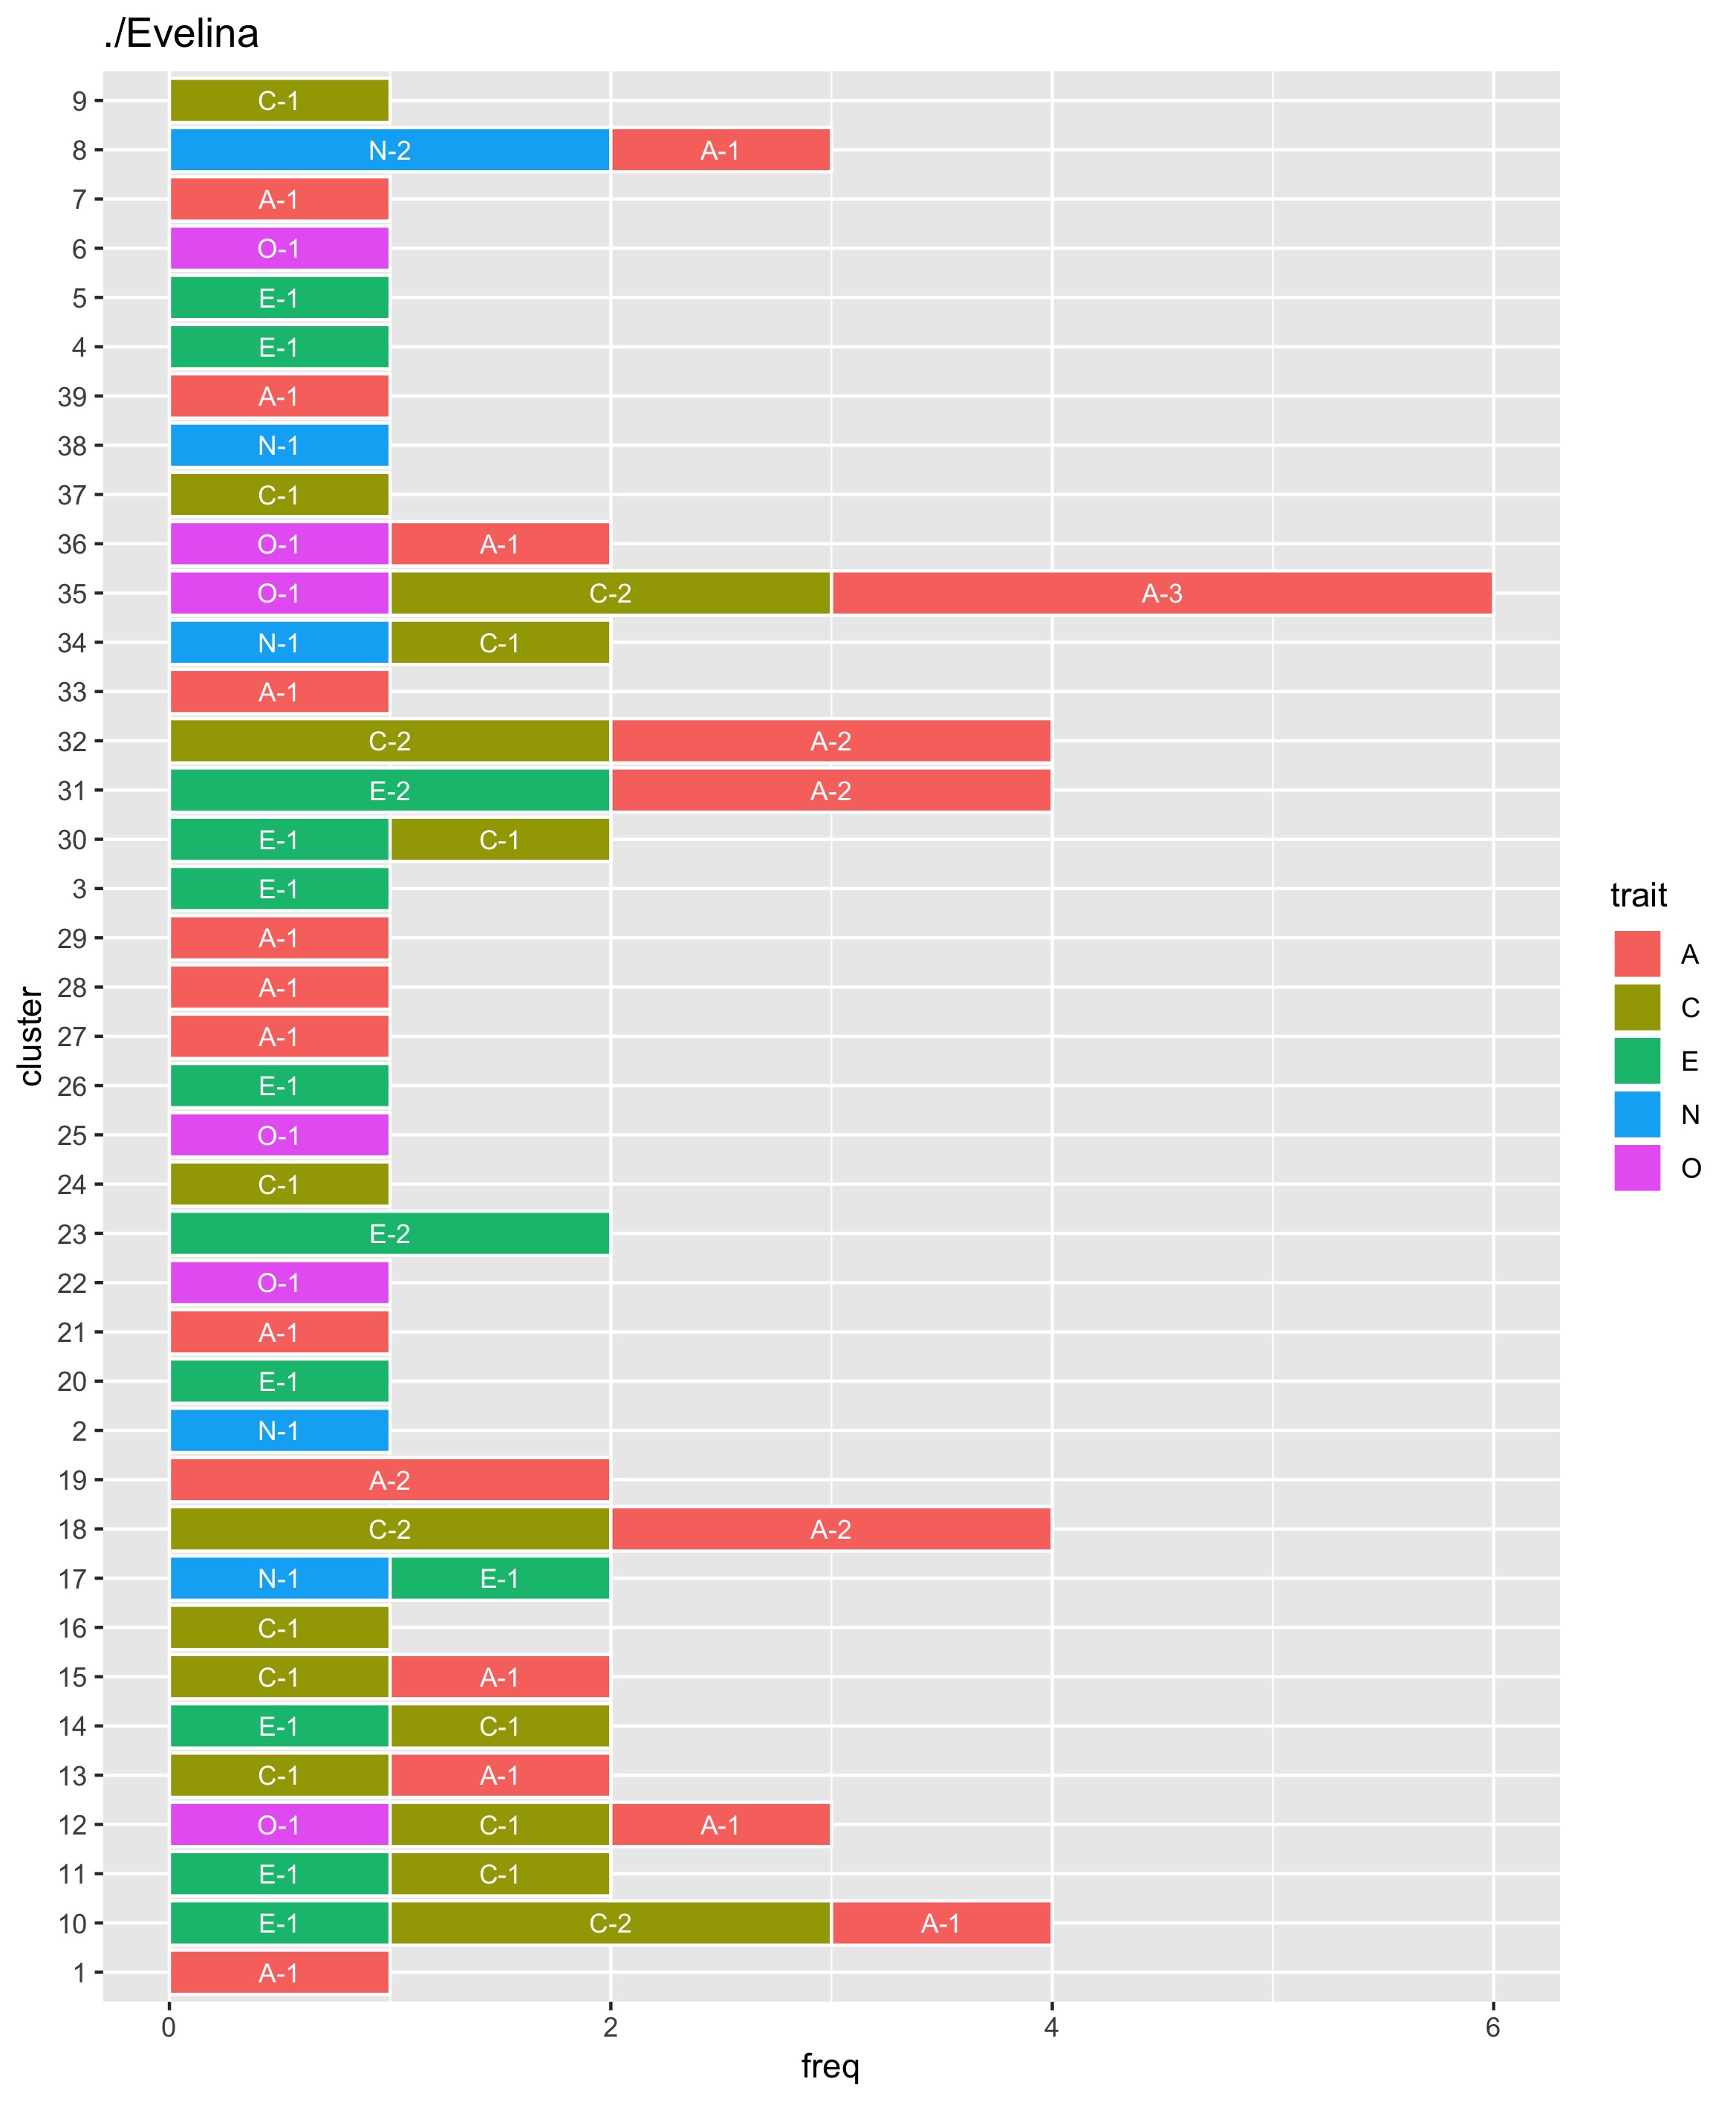 ./Evelina
9 C-1
8 N-2 A-1
7 A-1
6 O-1
5 E-1
4 E-1
39 A-1
38 N-1
37 C-1
36 O-1 A-1
35 O-1 C-2 A-3
34 N-1 C-1
33 A-1
32 C-2 A-2
31 E-2 A-2
30 E-1 C-1
3 E-1
29 A-1
28 A-1
27 A-1
26 E-1
25 O-1
24 C-1
23 E-2
22 O-1
21 A-1
20 E-1
2 N-1
19 A-2
18 C-2 A-2
17 N-1 E-1
16 C-1
15 C-1 A-1
14 E-1 C-1
13 C-1 A-1
12 O-1 C-1 A-1
11 E-1 C-1
10 E-1 C-2 A-1
1 A-1
0 2 4 6
freq
cluster
trait
A
C
E
N
O